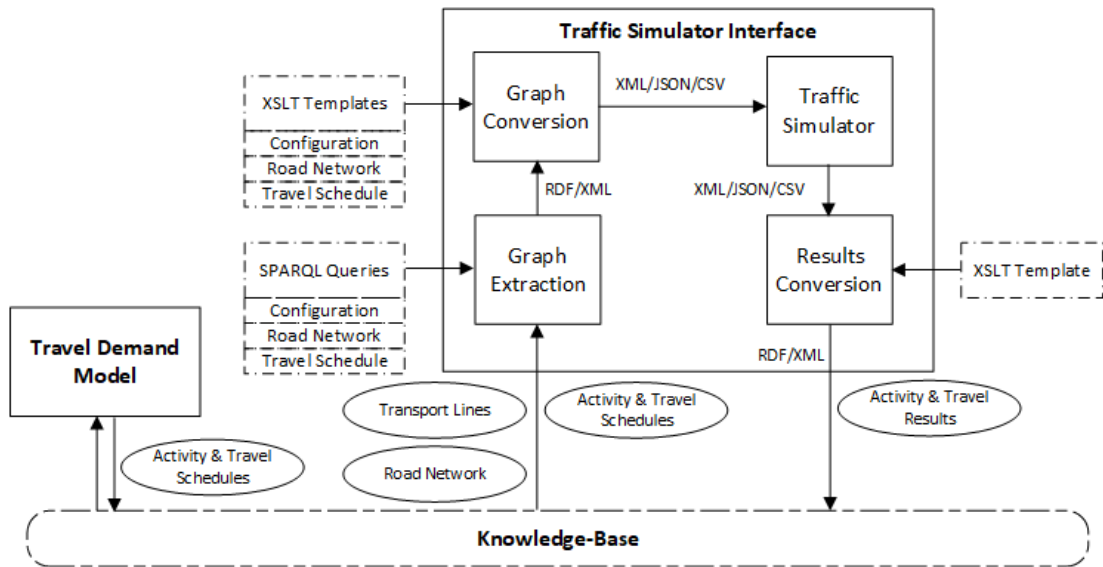 Traffic Simulator Interface
XSLT Templates
Configuration
Road Network
Travel Schedule
Graph
Conversion
XML/JSON/CSV
Traffic
Simulator
RDF/XML
XML/JSON/CSV
SPARQL Queries
Configuration
Road Network
Travel Schedule
Graph
Extraction
Results
Conversion
XSLT Template
Travel Demand
Model
RDF/XML
Transport Lines
Activity & Travel
Schedules
Activity & Travel
Results
Activity & Travel
Schedules
Road Network
Knowledge-Base